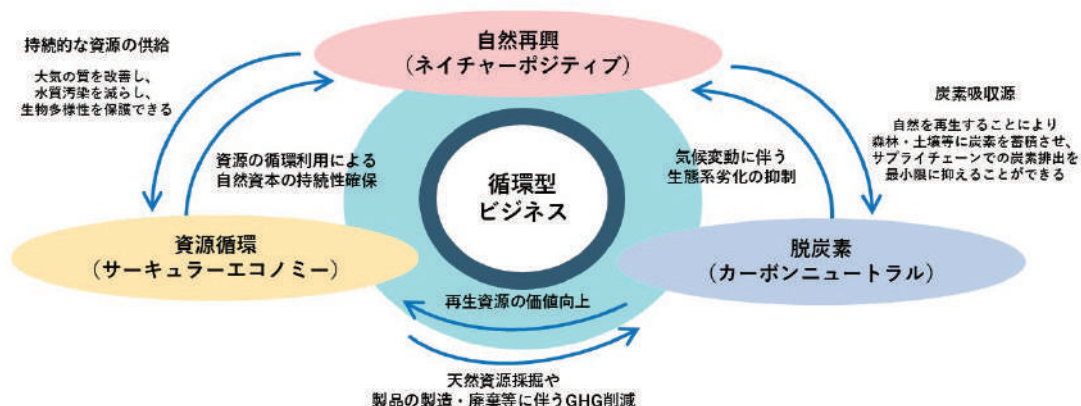 自然再興
（ネイチャーポジティブ）
持続的な資源の供給
大気の質を改善し、
水質汚染を減らし、
生物多様性を保護できる
炭素吸収源
自然を再生することにより
森林・土壌等に炭素を蓄積させ、
サプライチェーンでの炭素排出を
最小限に抑えることができる
資源の循環利用による
自然資本の持続性確保
気候変動に伴う
生態系劣化の抑制
循環型
ビジネス
資源循環
（サーキュラーエコノミー）
脱炭素
（カーボンニュートラル）
再生資源の価値向上
天然資源採掘や
製品の製造・廃棄等に伴うGHG削減